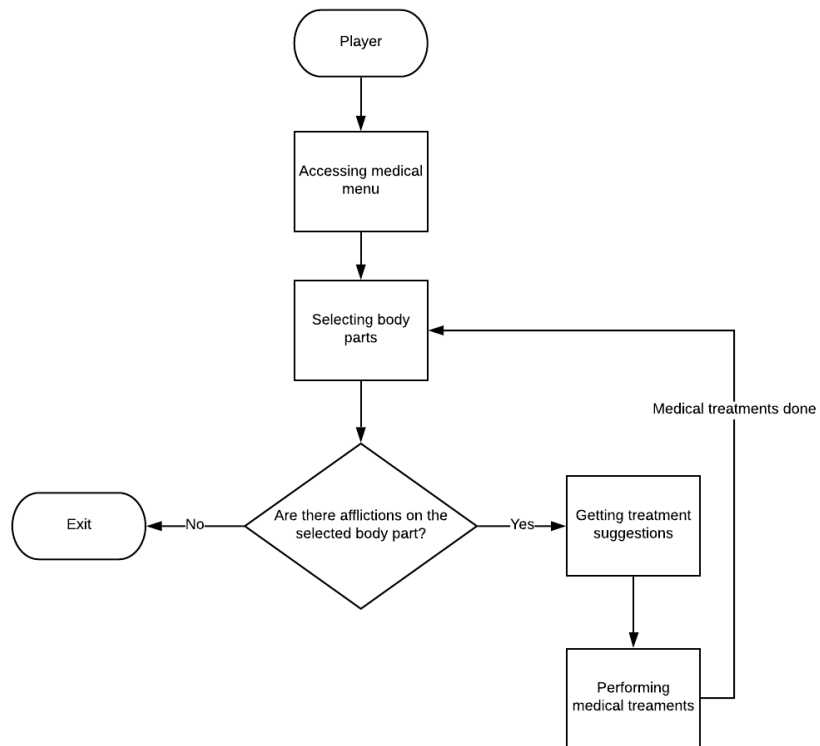 Player
Accessing medical
menu
Selecting body
parts
Medical treatments done
Are there afflictions on the
selected body part?
No
Exit
Yes
Getting treatment
suggestions
Performing
medical treaments